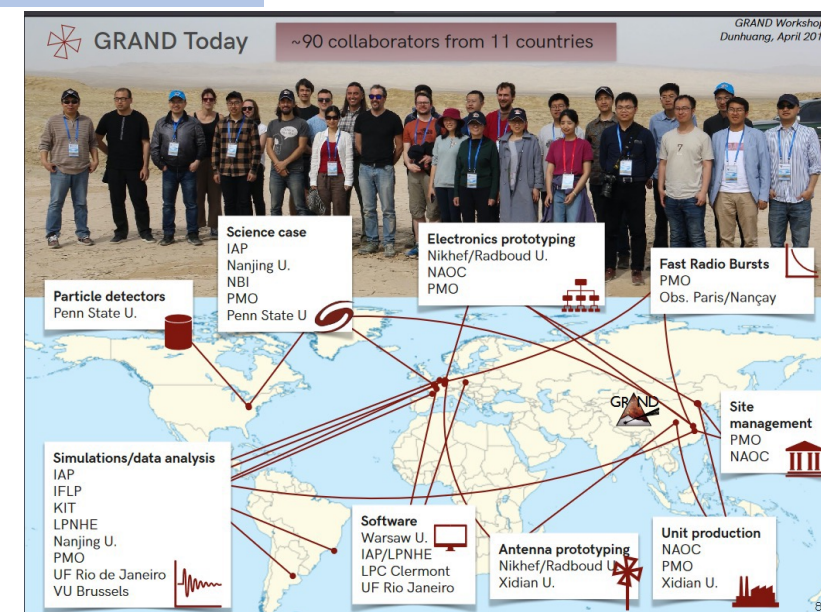 GRAND Today
~90 collaborators from 11 countries
GRAND Workshop
Dunhuang, April 201
Science case
IAP
Nanjing U.
NBI
PMO
Penn State U
Electronics prototyping
Nikhef/Radboud U.
NAOC
PMO
Fast Radio Bursts
PMO
Obs. Paris/Nançay
Particle detectors
Penn State U.
GRAND
Site
management
PMO
NAOC
Simulations/data analysis
IAP
IFLP
KIT
LPNHE
Nanjing U.
PMO
UF Rio de Janeiro
VU Brussels
Software
Warsaw U.
IAP/LPNHE
LPC Clermont
UF Rio Janeiro
Antenna prototyping
Nikhef/Radboud U
Xidian U.
Unit production
NAOC
PMO
Xidian U.
8